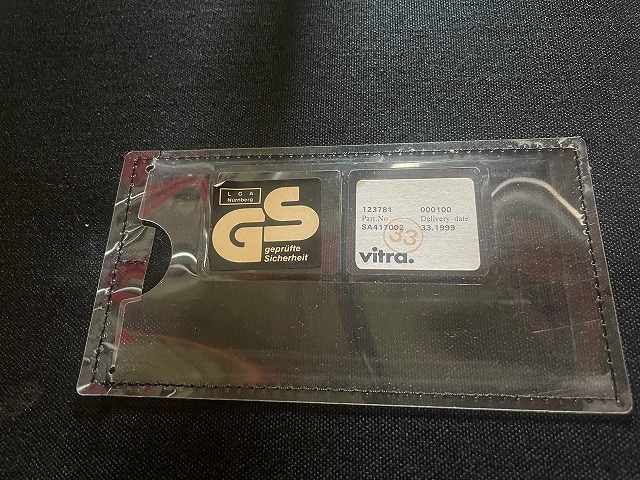 LGA
Nürnberg
GS
geprüfte
Sicherheit
123781 000100
Part.No Delivery date
SA417002 33.1999
33
vitra.